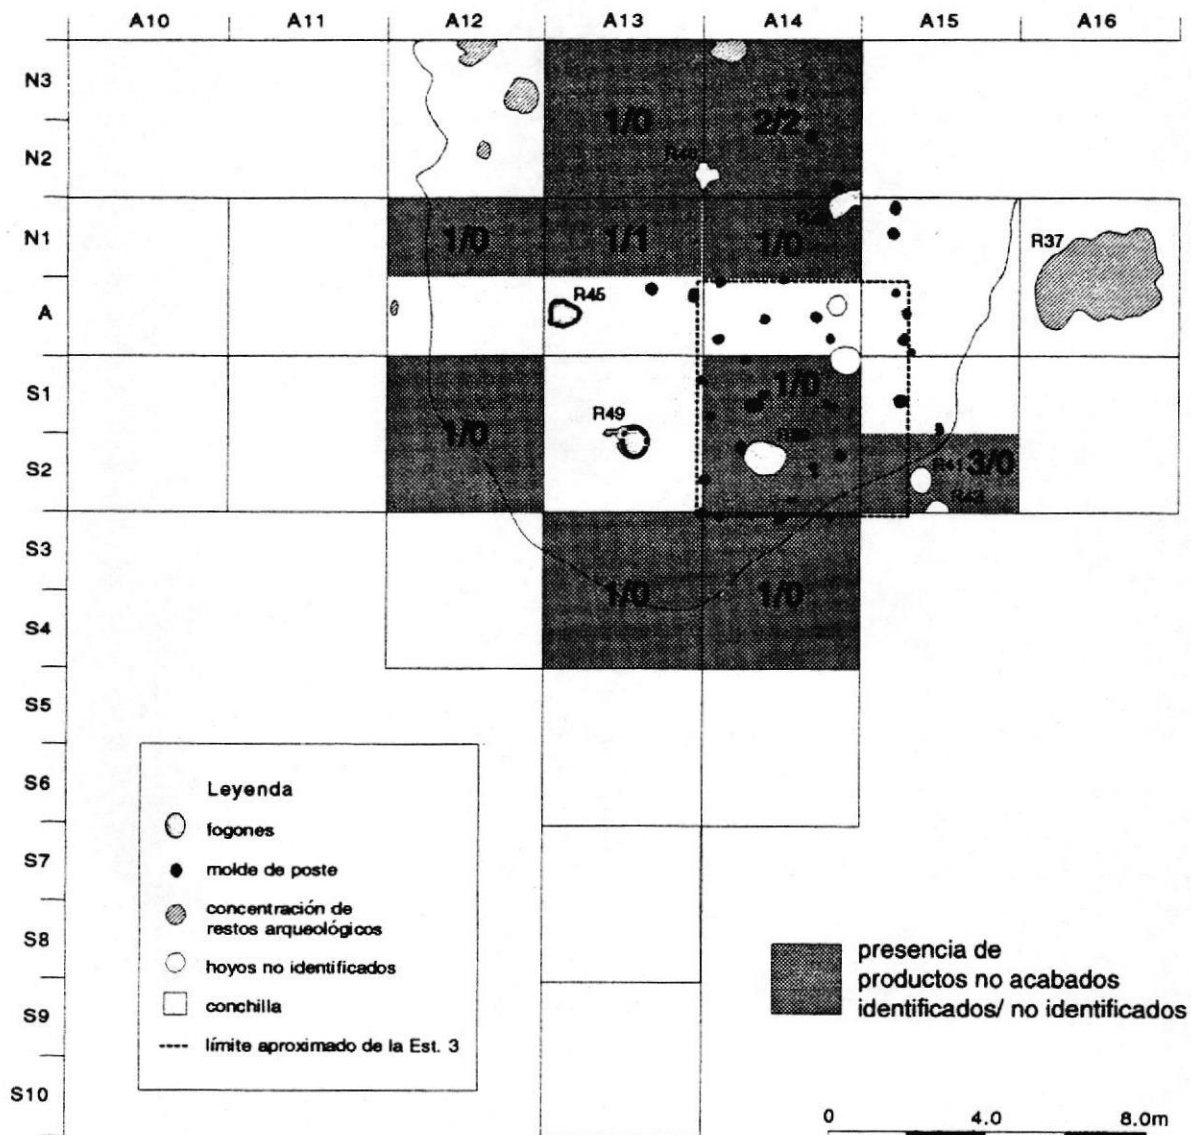 A10 A11 A12 A13 A14 A15 A16
N3
1/0 2/2
N2
N1
1/0 1/1 1/0
R37
A
R45
S1
1/0
1/0
R49
S2
R41 3/0
1
R42
S3
1/0 1/0
S4
S5
S6
S7
S8
S9
S10
Leyenda
fogones
molde de poste
concentración de
restos arqueológicos
hoyos no identificados
conchilla
límite aproximado de la Est. 3
presencia de
productos no acabados
identificados/ no identificados
0 4.0 8.0m